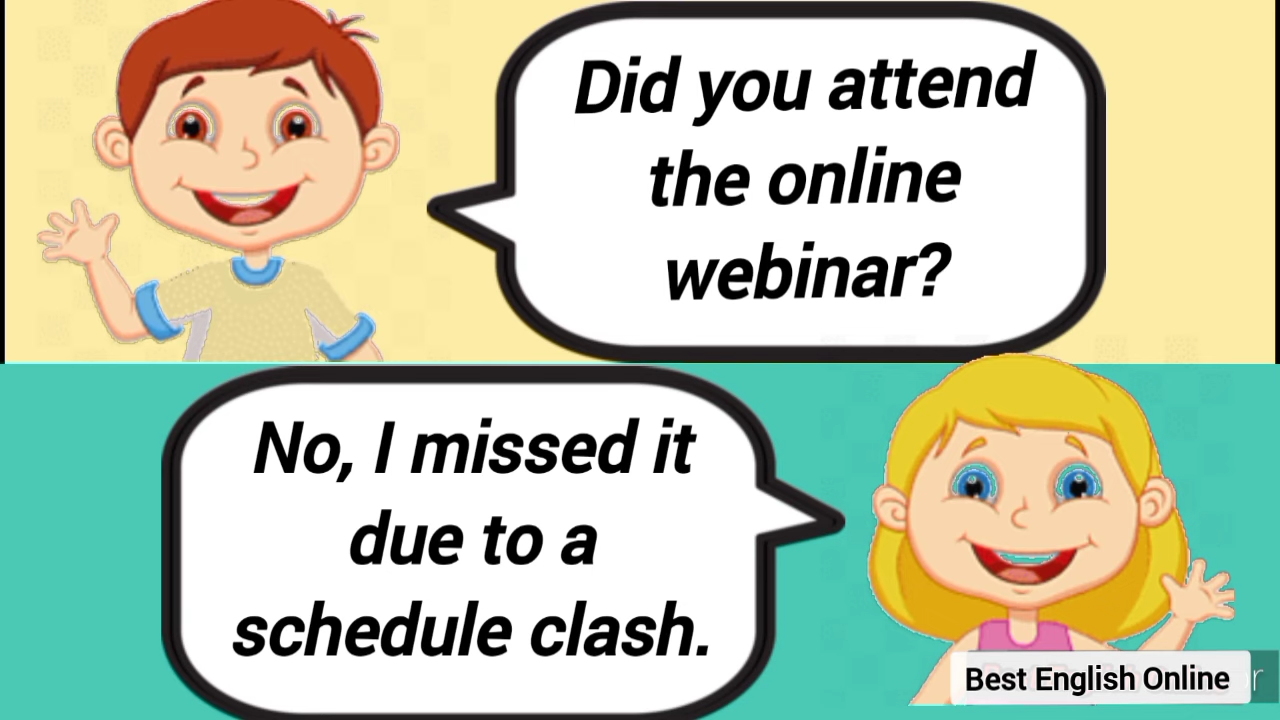 Did you attend
the online
webinar?
No, I missed it
due to a
schedule clash.
Best English Online